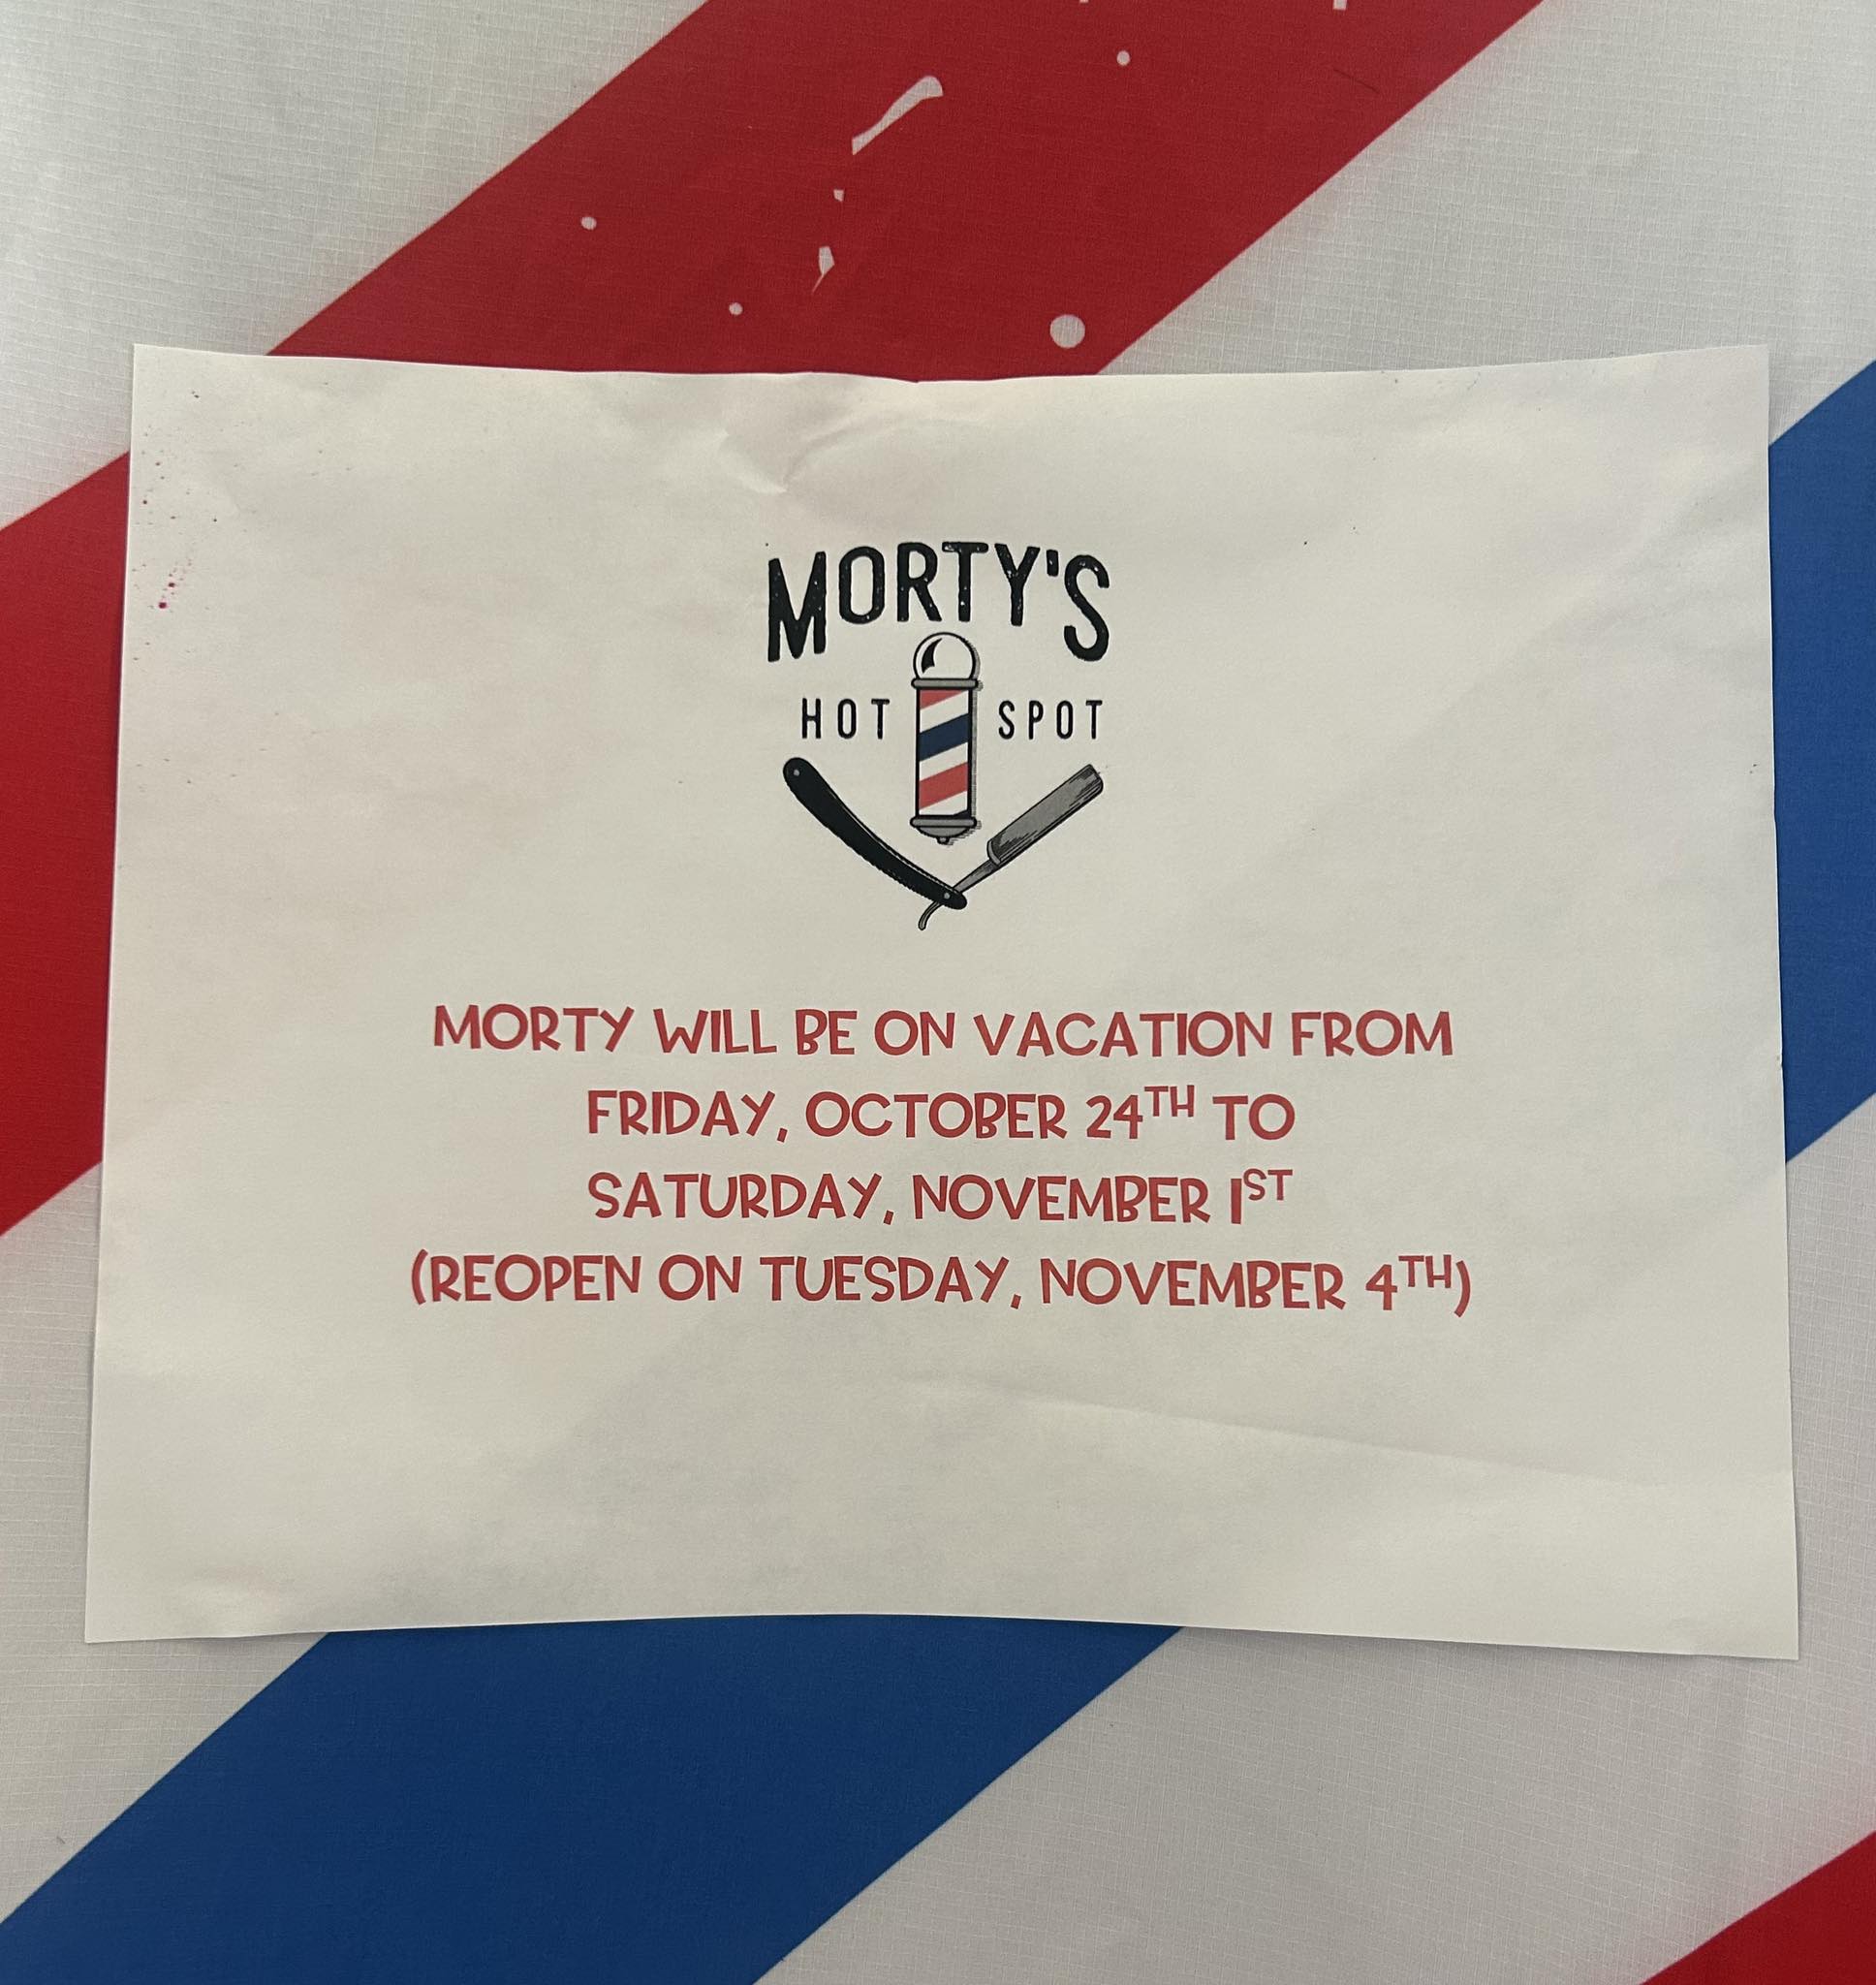 MORTY'S
HOT SPOT
MORTY WILL BE ON VACATION FROM
FRIDAY, OCTOBER 24TH TO
SATURDAY, NOVEMBER 1ST
(REOPEN ON TUESDAY, NOVEMBER 4TH)